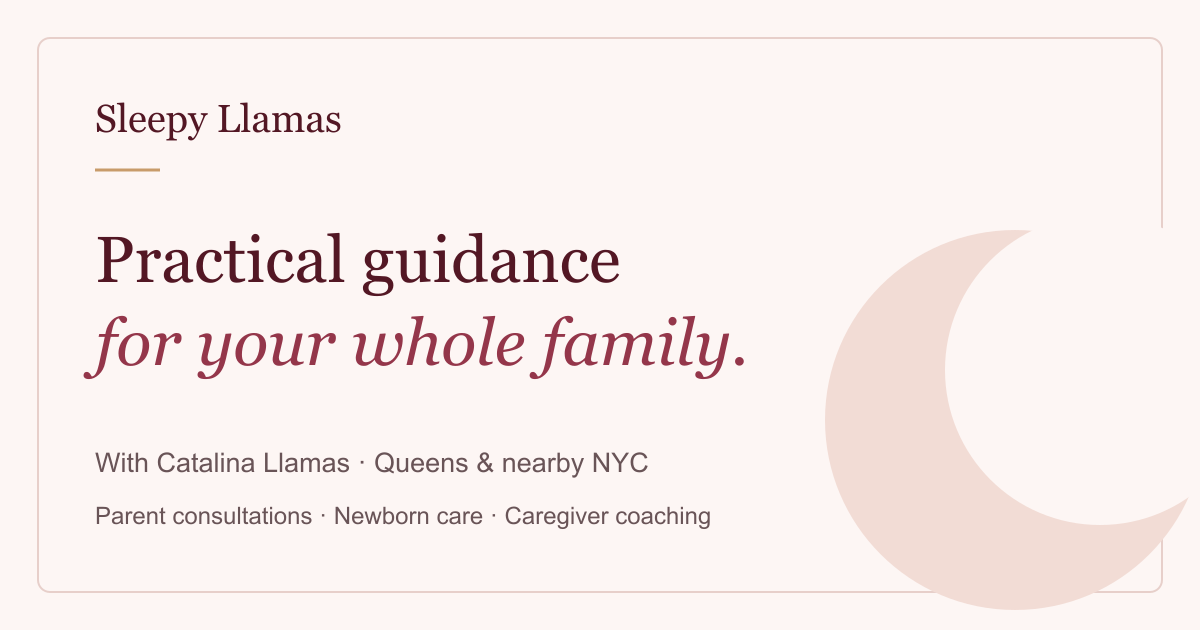 Sleepy Llamas
Practical guidance
for your whole family.
With Catalina Llamas · Queens & nearby NYC
Parent consultations · Newborn care · Caregiver coaching